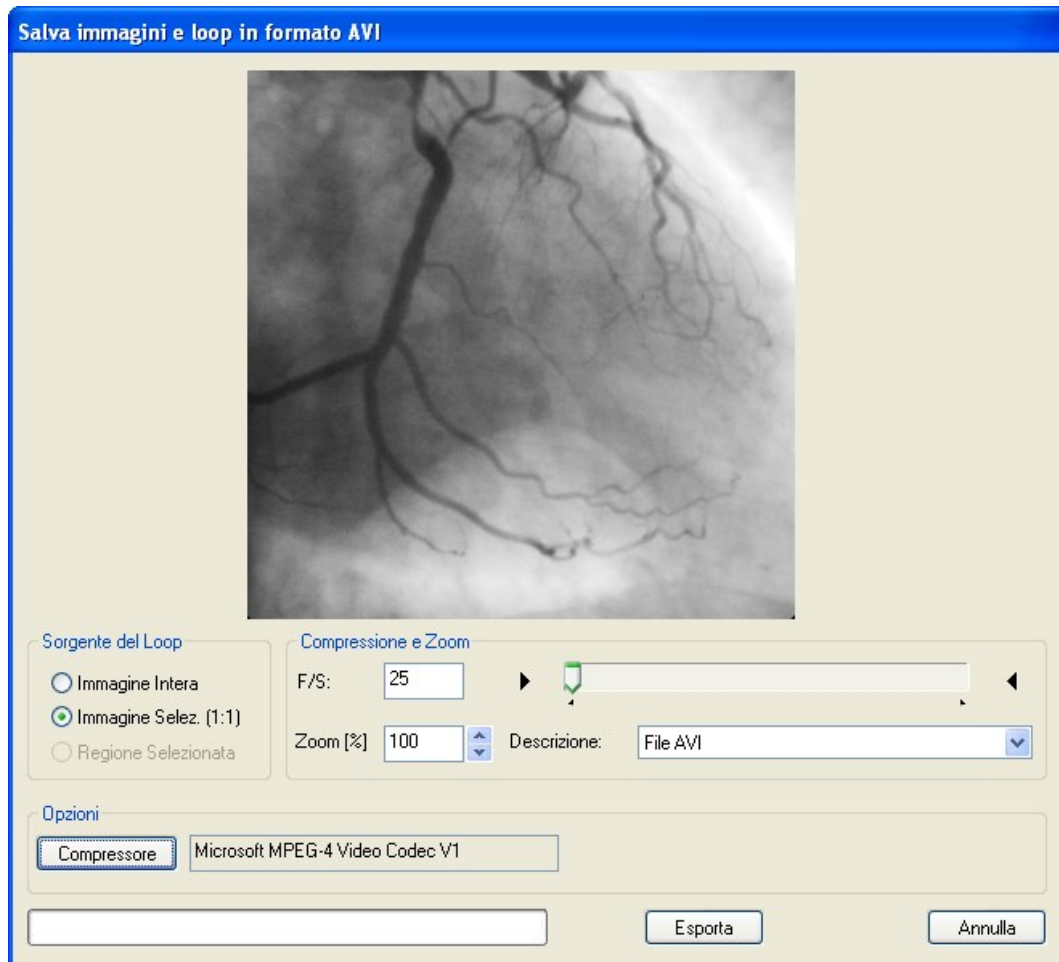 Salva immagini e loop in formato AVI
Sorgente del Loop
Immagine Intera
Immagine Selez. (1:1)
Regione Selezionata
Compressione e Zoom
F/S: 25
Zoom [%] 100 Descrizione: File AVI
Opzioni
Compressore Microsoft MPEG-4 Video Codec V1
Esporta Annulla